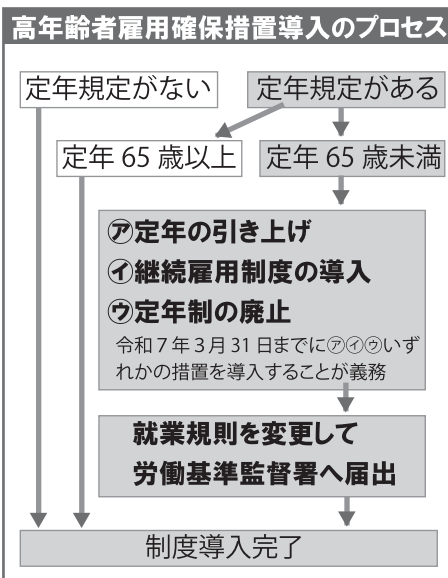 高年齢者雇用確保措置導入のプロセス
定年規定がない
定年規定がある
定年 65 歳以上
定年 65 歳未満
㋐定年の引き上げ
㋑継続雇用制度の導入
㋒定年制の廃止
令和 7 年 3 月 31 日までに㋐㋑㋒いず
れかの措置を導入することが義務
就業規則を変更して
労働基準監督署へ届出
制度導入完了